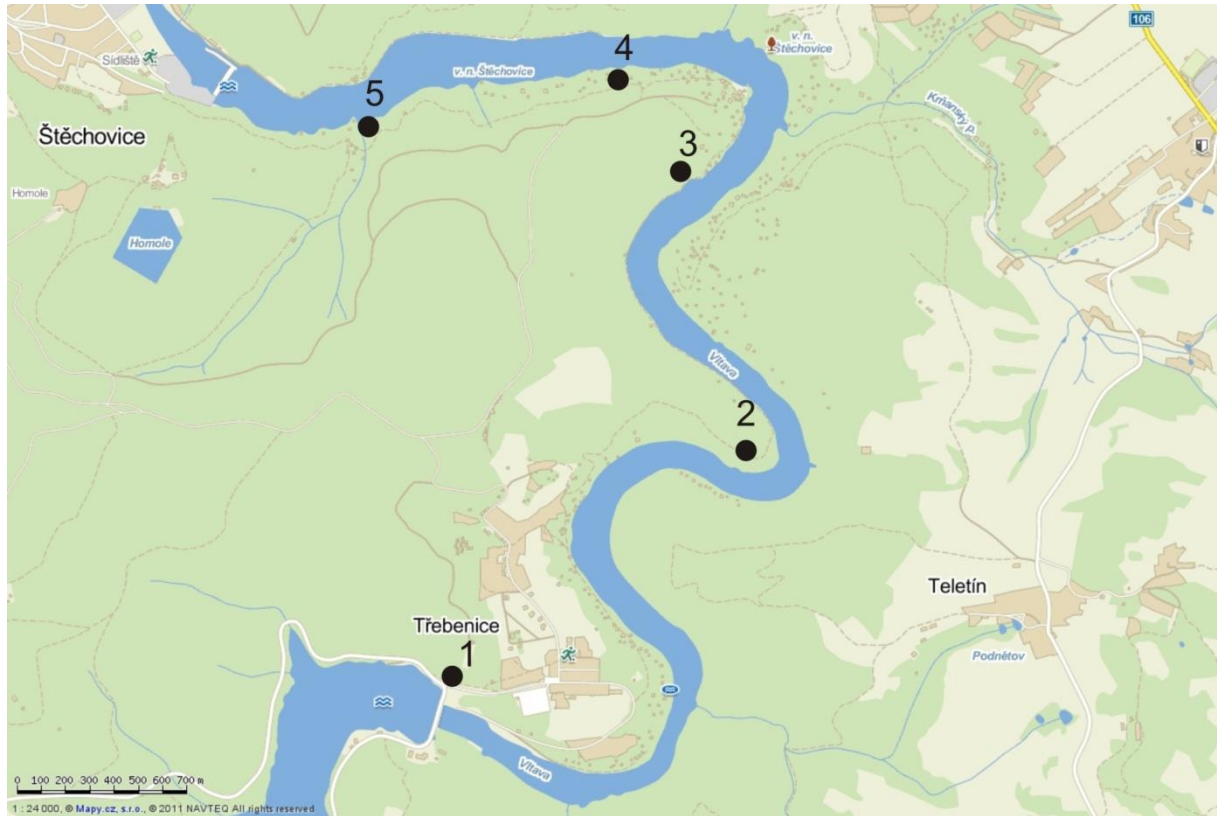 106
Sídliště
4
v. n. Štěchovice
v. n.
Štěchovice
5
Krňanský p.
Štěchovice
3
Homole
Homole
Vltava
2
Teletín
Třebenice
1
Podnětov
Vltava
0 100 200 300 400 500 600 700 m
1 : 24 000, © Mapy.cz, s.r.o., © 2011 NAVTEQ All rights reserved